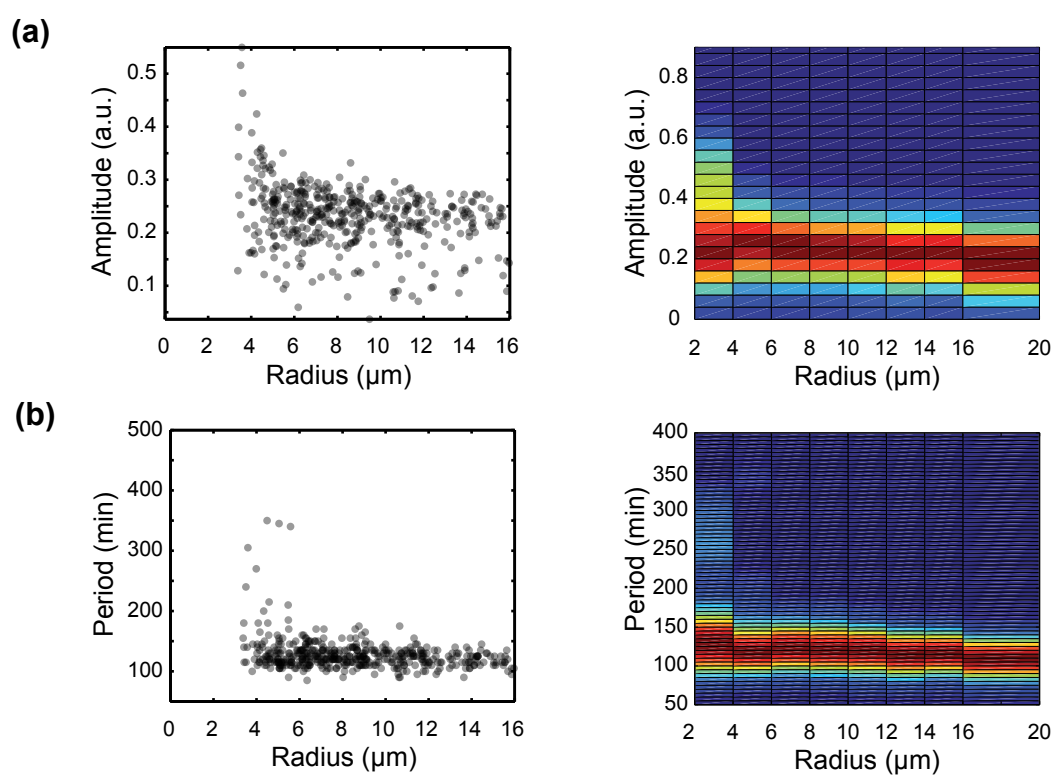 (a)
Amplitude (a.u.)
0.5
0.4
0.3
0.2
0.1
0 2 4 6 8 10 12 14 16
Radius (µm)
Amplitude (a.u.)
0.8
0.6
0.4
0.2
0
2 4 6 8 10 12 14 16 20
Radius (µm)
(b)
Period (min)
500
400
300
200
100
0 2 4 6 8 10 12 14 16
Radius (µm)
Period (min)
400
350
300
250
200
150
100
50
2 4 6 8 10 12 14 16 20
Radius (µm)